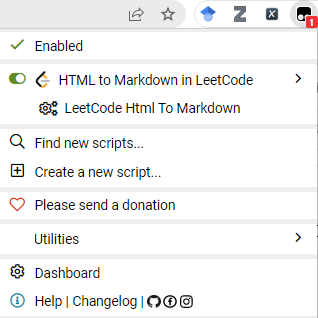 1
Enabled
HTML to Markdown in LeetCode
LeetCode Html To Markdown
Find new scripts...
Create a new script...
Please send a donation
Utilities
Dashboard
Help | Changelog |